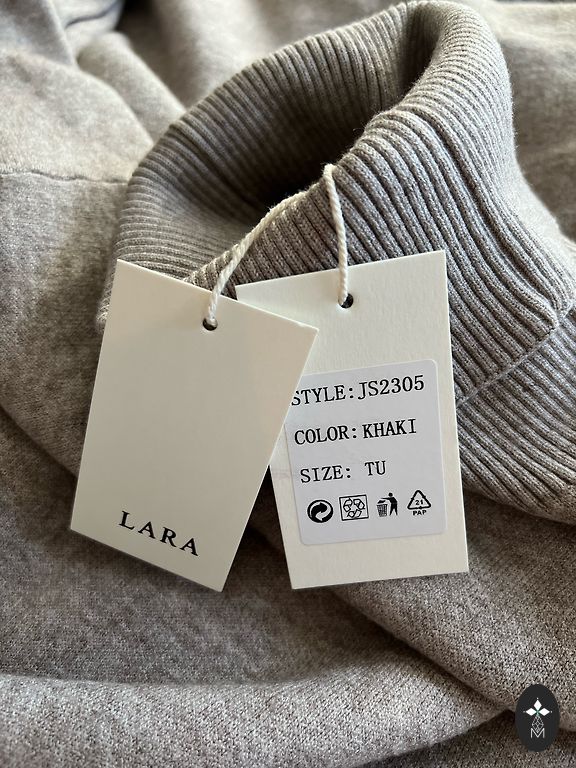 LARA
STYLE:JS2305
COLOR:KHAKI
SIZE: TU
21
PAP
M